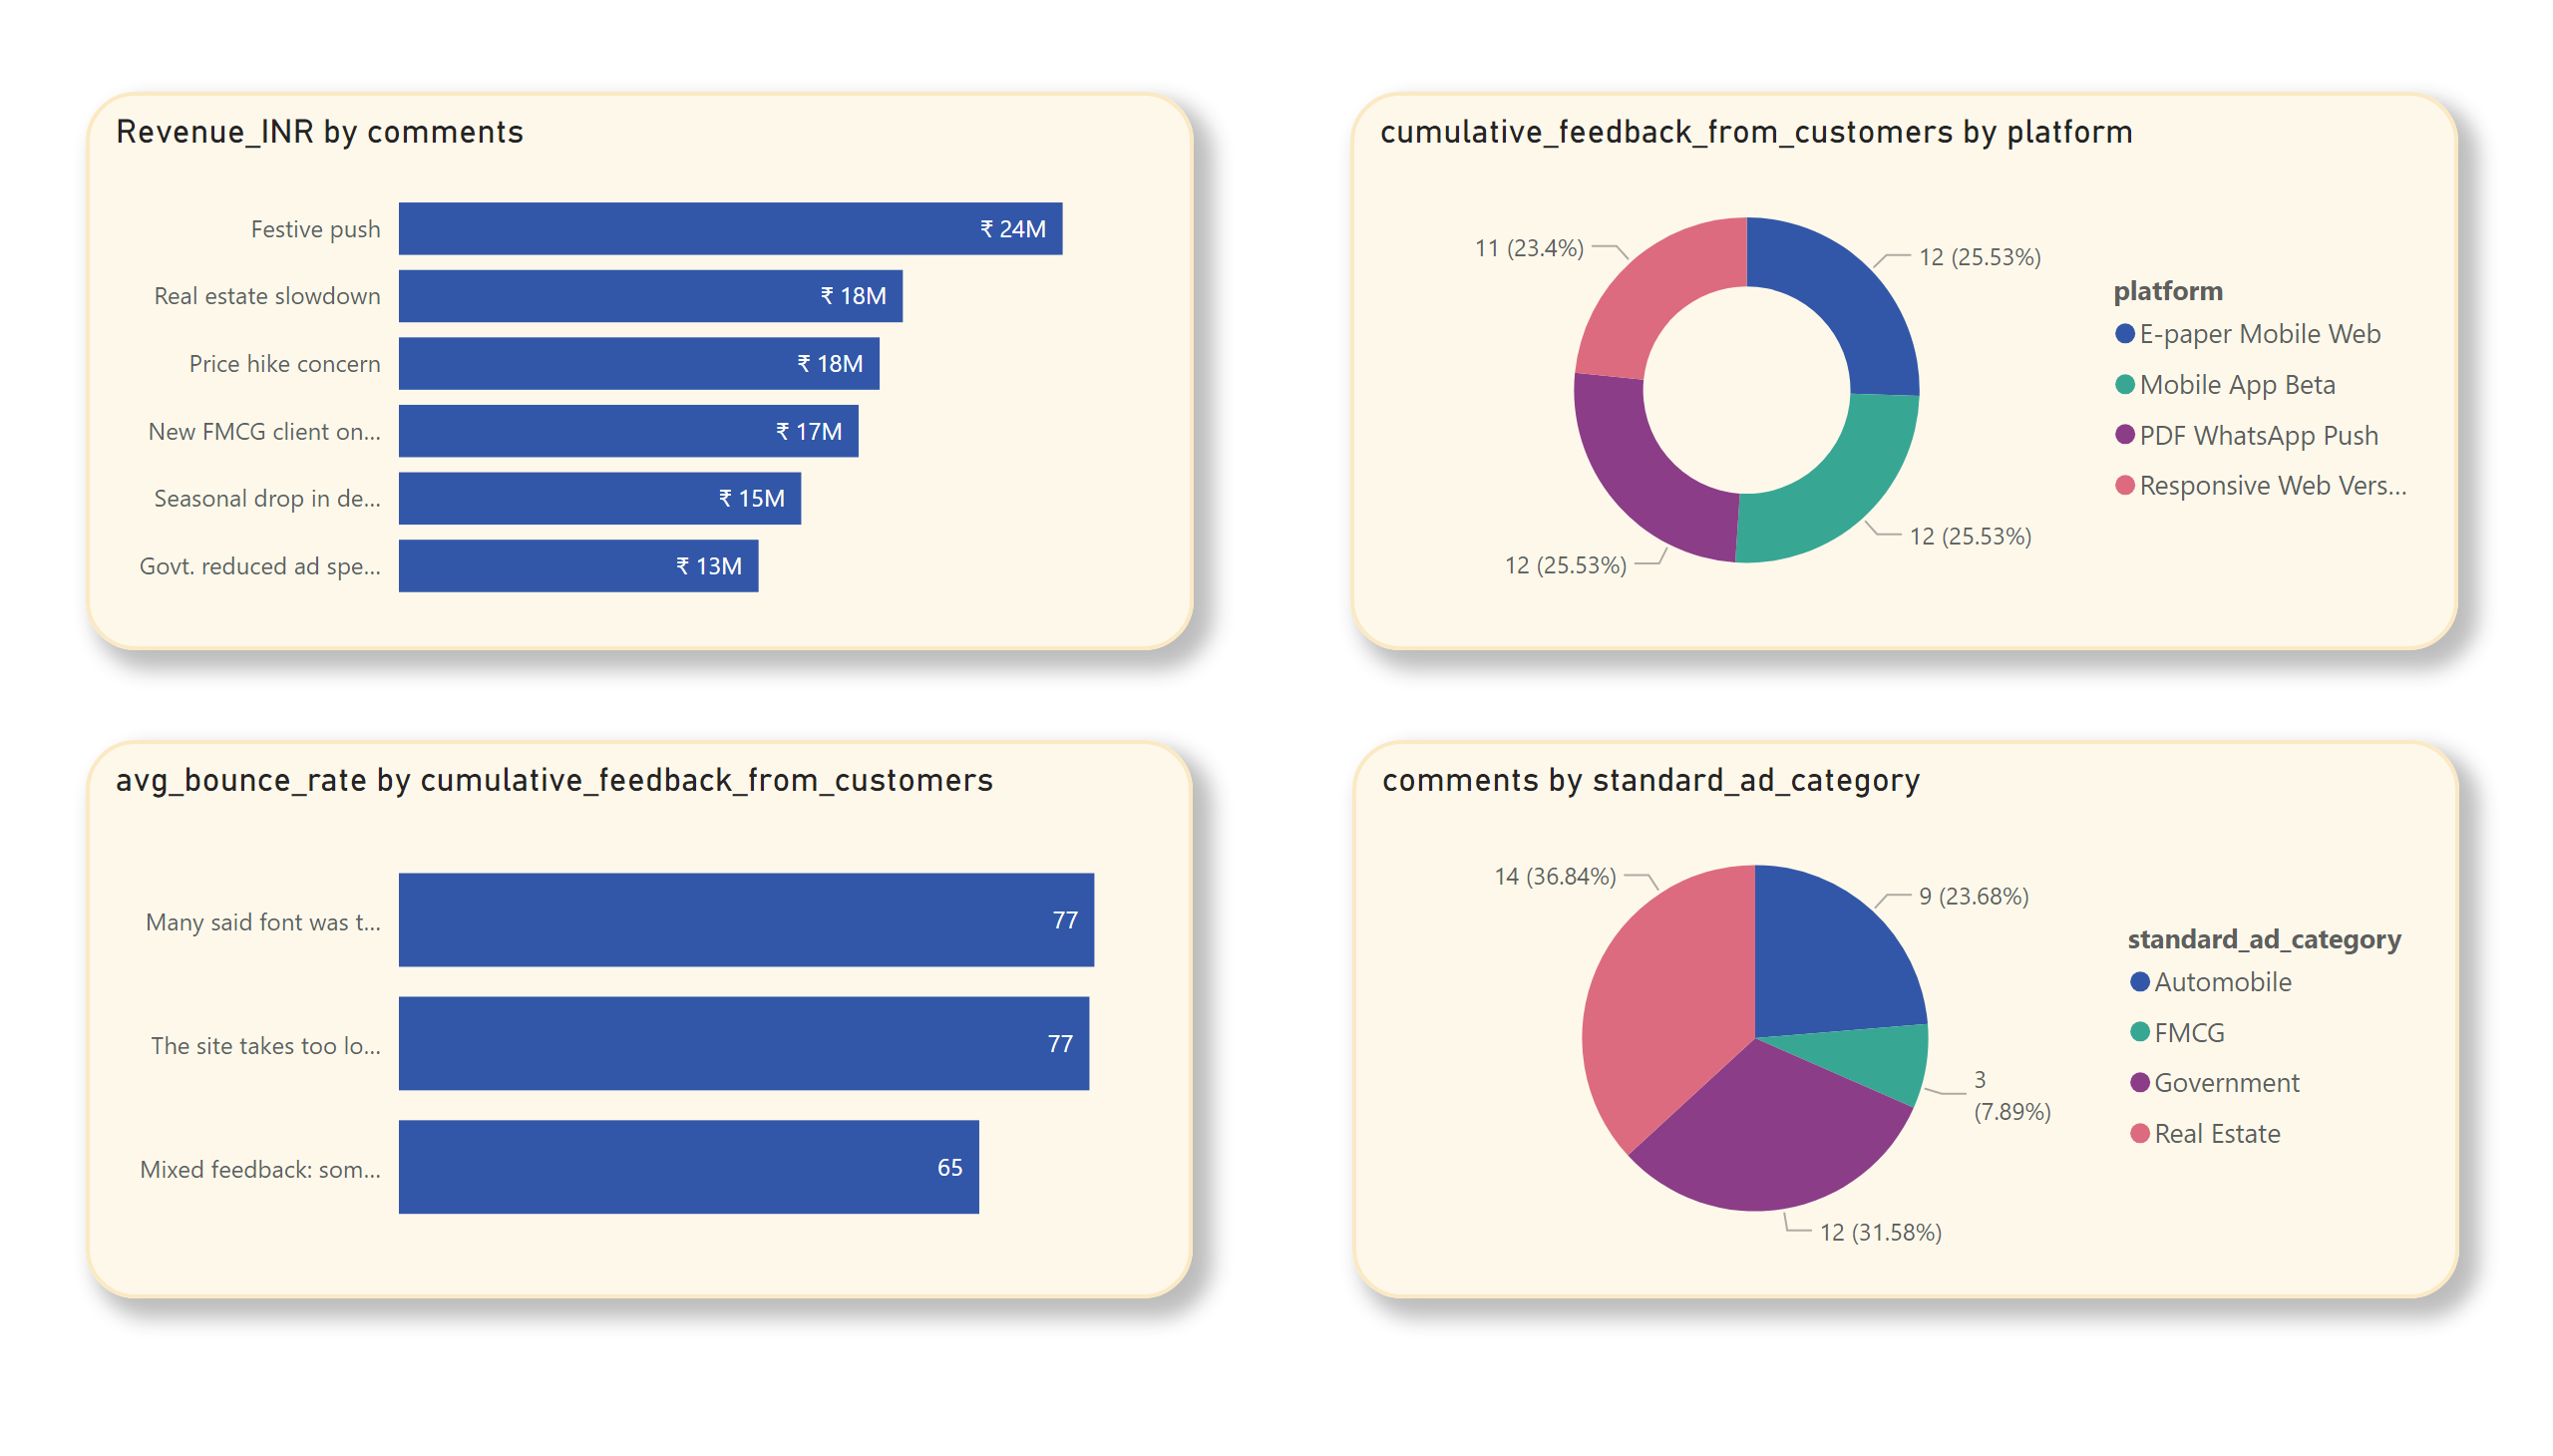 Revenue_INR by comments
Festive push
₹ 24M
Real estate slowdown
₹ 18M
Price hike concern
₹ 18M
New FMCG client on...
₹ 17M
Seasonal drop in de...
₹ 15M
Govt. reduced ad spe...
₹ 13M
cumulative_feedback_from_customers by platform
11 (23.4%)
12 (25.53%)
12 (25.53%)
12 (25.53%)
platform
E-paper Mobile Web
Mobile App Beta
PDF WhatsApp Push
Responsive Web Vers...
avg_bounce_rate by cumulative_feedback_from_customers
Many said font was t...
77
The site takes too lo...
77
Mixed feedback: som...
65
comments by standard_ad_category
14 (36.84%)
9 (23.68%)
3
(7.89%)
12 (31.58%)
standard_ad_category
Automobile
FMCG
Government
Real Estate